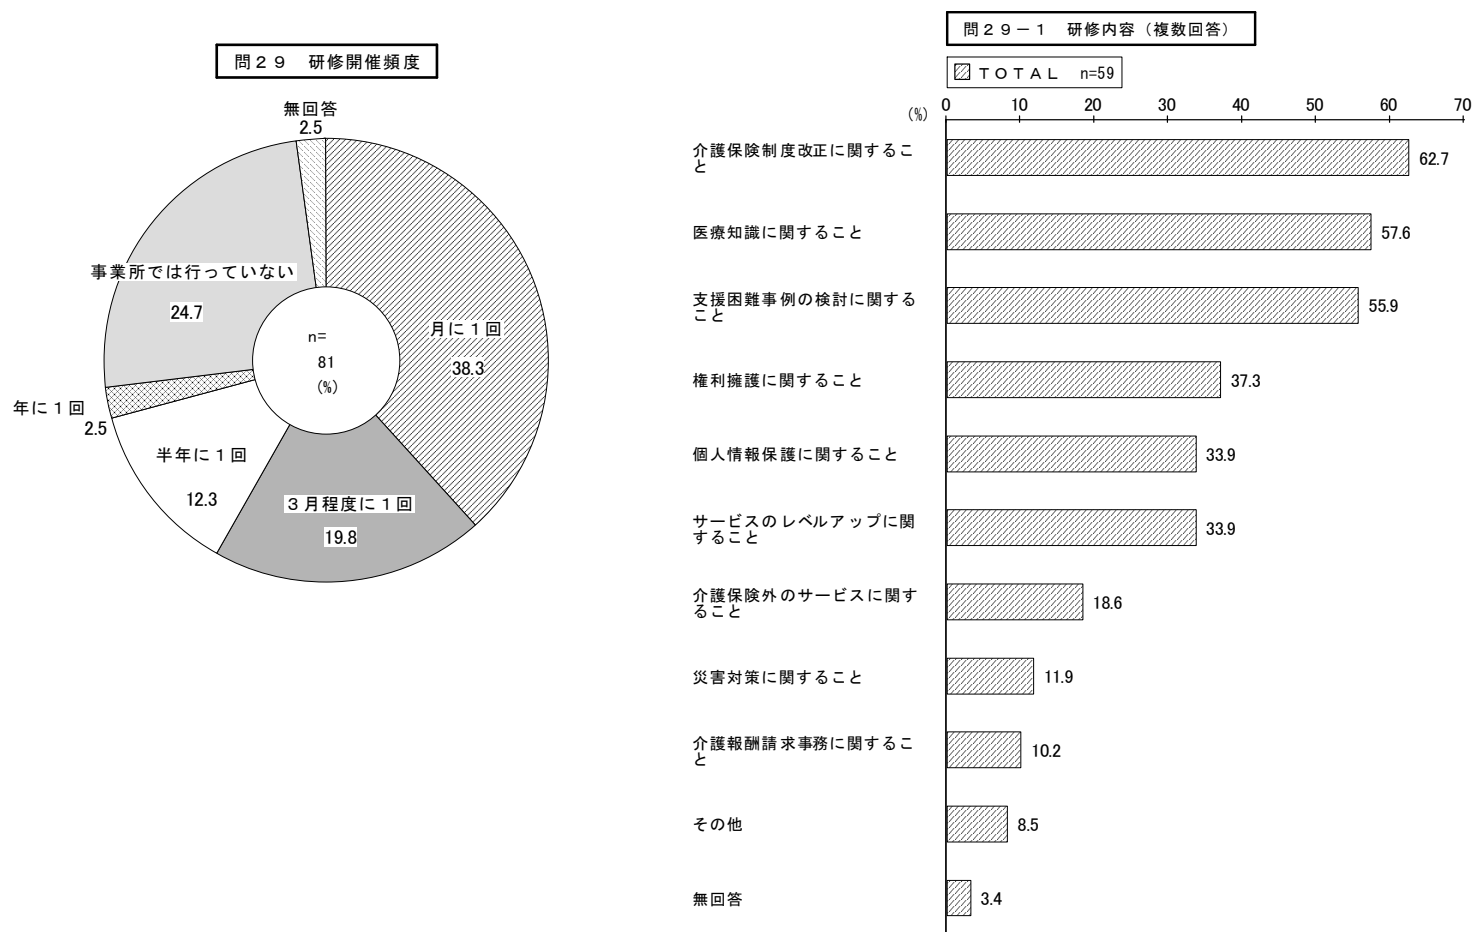 問２９　研修開催頻度
無回答
2.5
事業所では行っていない
24.7
月に１回
38.3
n=
81
(%)
年に１回
2.5
半年に１回
12.3
３月程度に１回
19.8
問２９－１　研修内容（複数回答）
ＴＯＴＡＬ　n=59
(%)
0 10 20 30 40 50 60 70
介護保険制度改正に関するこ
と
62.7
医療知識に関すること
57.6
支援困難事例の検討に関する
こと
55.9
権利擁護に関すること
37.3
個人情報保護に関すること
33.9
サービスのレベルアップに関
すること
33.9
介護保険外のサービスに関す
ること
18.6
災害対策に関すること
11.9
介護報酬請求事務に関するこ
と
10.2
その他
8.5
無回答
3.4